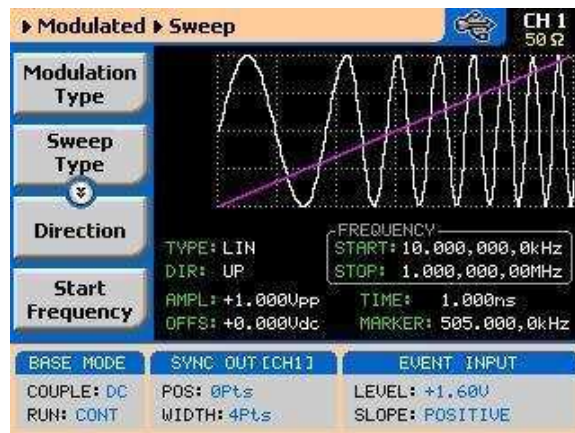 Modulated Sweep
CH 1
50Ω
Modulation Type
Sweep Type
Direction
Start Frequency
TYPE: LIN
DIR: UP
AMPL: +1.000Vpp
OFFS: +0.000Vdc
FREQUENCY
START: 10.000,000,0kHz
STOP: 1.000,000,00MHz
TIME: 1.000ms
MARKER: 505.000,0kHz
BASE MODE
COUPLE: DC
RUN: CONT
SYNC OUT[CH1]
POS: 0Pts
WIDTH: 4Pts
EVENT INPUT
LEVEL: +1.60V
SLOPE: POSITIVE